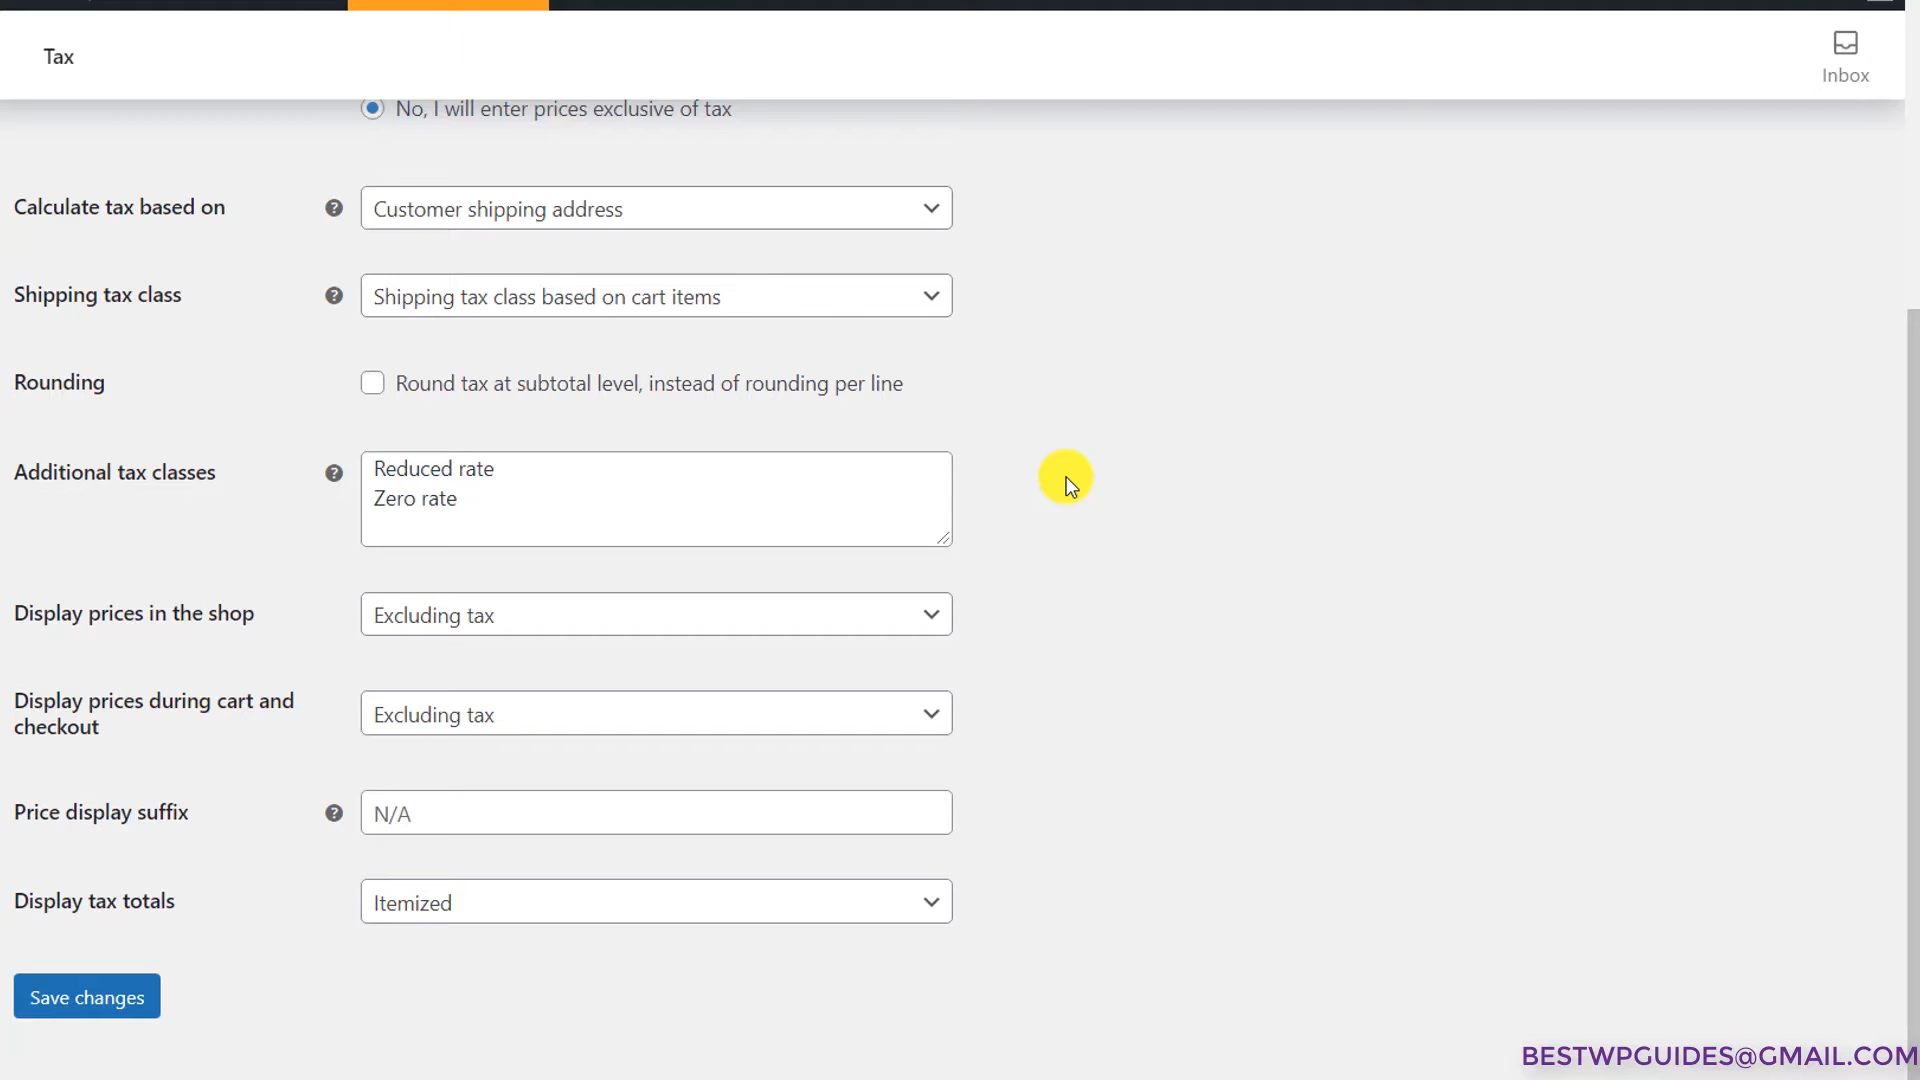 Tax
Inbox
No, I will enter prices exclusive of tax
Calculate tax based on
Customer shipping address
Shipping tax class
Shipping tax class based on cart items
Rounding
Round tax at subtotal level, instead of rounding per line
Additional tax classes
Reduced rate
Zero rate
Display prices in the shop
Excluding tax
Display prices during cart and
checkout
Excluding tax
Price display suffix
N/A
Display tax totals
Itemized
Save changes
BESTWPGUIDES@GMAIL.COM